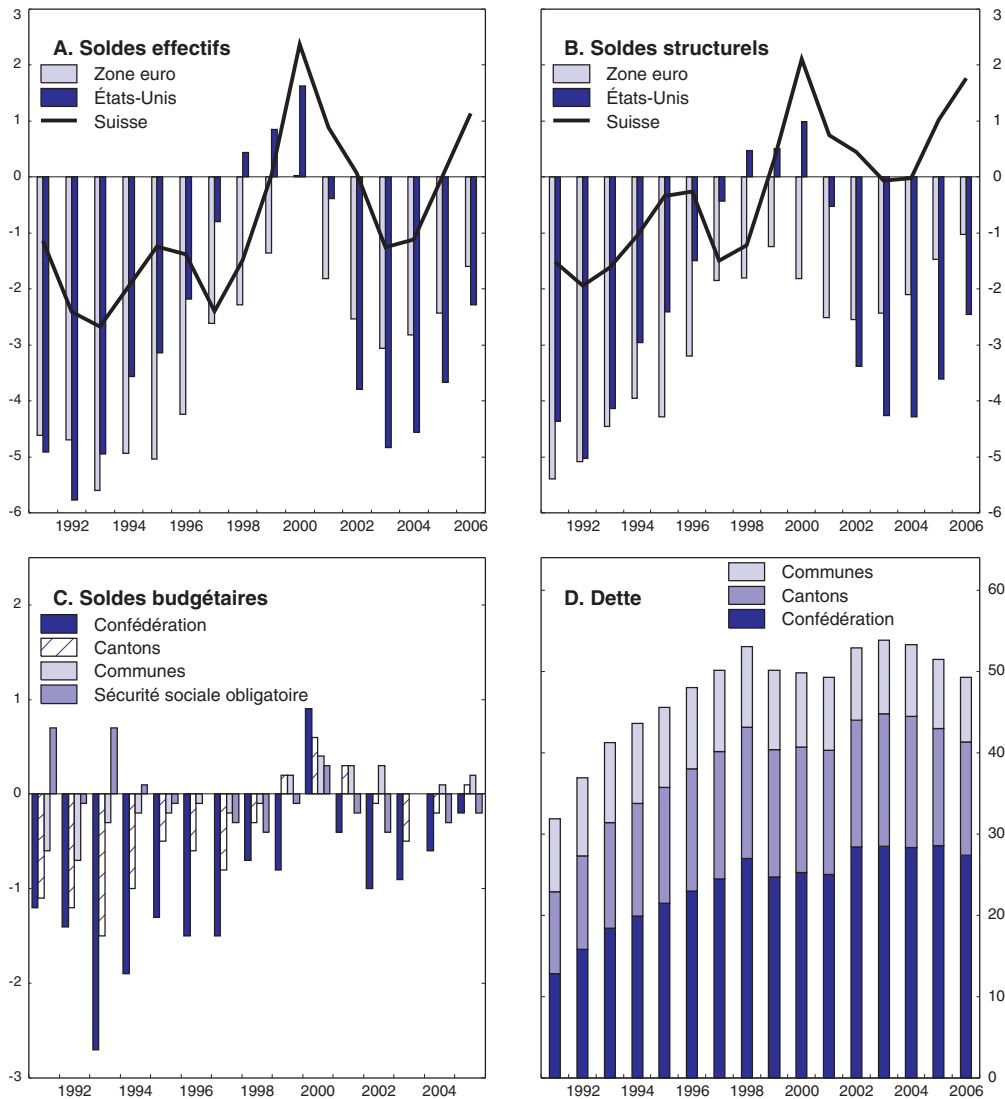 A. Soldes effectifs
Zone euro
États-Unis
Suisse
3
2
1
0
-1
-2
-3
-4
-5
-6
1992 1994 1996 1998 2000 2002 2004 2006
B. Soldes structurels
Zone euro
États-Unis
Suisse
3
2
1
0
-1
-2
-3
-4
-5
-6
1992 1994 1996 1998 2000 2002 2004 2006
C. Soldes budgétaires
Confédération
Cantons
Communes
Sécurité sociale obligatoire
2
1
0
-1
-2
-3
1992 1994 1996 1998 2000 2002 2004
D. Dette
Communes
Cantons
Confédération
60
50
40
30
20
10
0
1992 1994 1996 1998 2000 2002 2004 2006